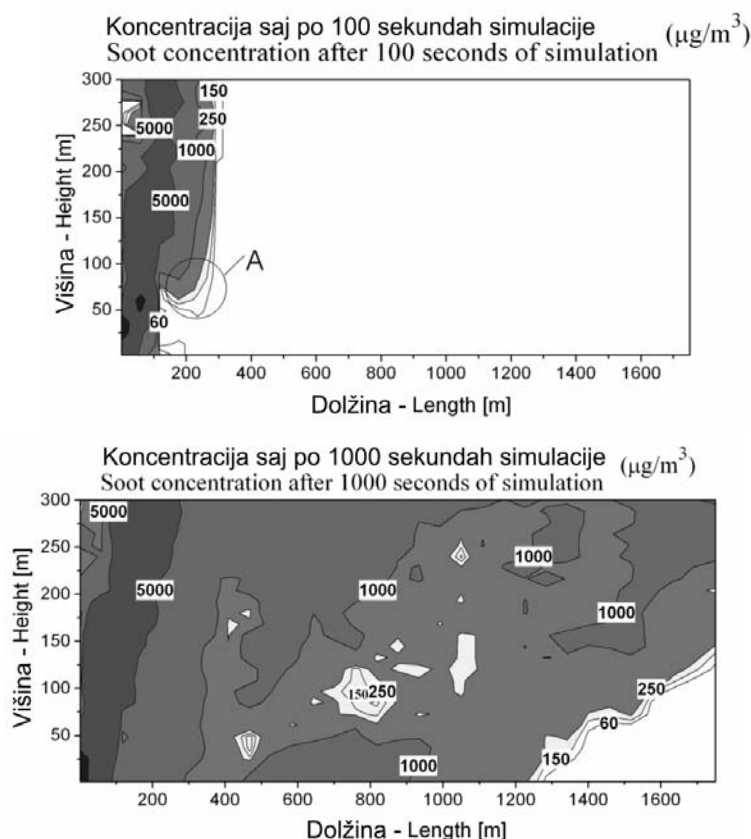 Koncentracija saj po 100 sekundah simulacije (μg/m³)
Soot concentration after 100 seconds of simulation
Višina - Height [m]
300
250
200
150
100
50
150
250
5000
1000
5000
A
60
200 400 600 800 1000 1200 1400 1600
Dolžina - Length [m]
Koncentracija saj po 1000 sekundah simulacije (μg/m³)
Soot concentration after 1000 seconds of simulation
Višina - Height [m]
300
250
200
150
100
50
5000
1000
5000
1000
1000
150 250
250
60
1000
150
200 400 600 800 1000 1200 1400 1600
Dolžina - Length [m]